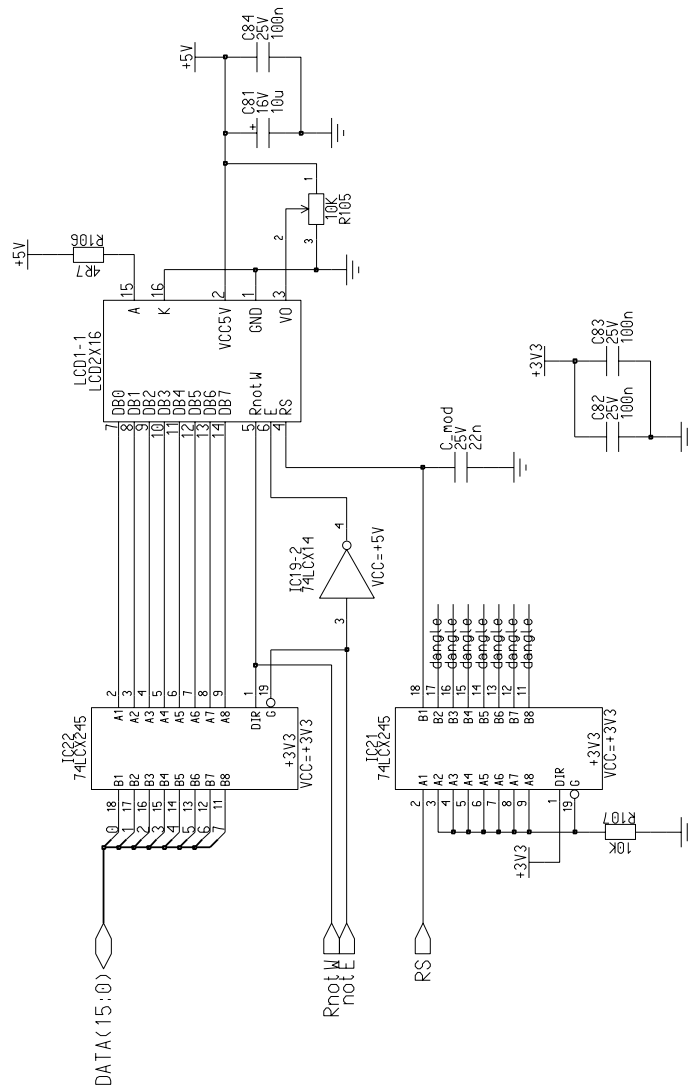 +5V
C84
25V
100n
C81
16V
10u
+
1
10K
R105
2
3
+5V
R106
4R7
15
16
2
1
3
A
K
VCC5V
GND
VO
LCD1-1
LCD2X16
DB0
DB1
DB2
DB3
DB4
DB5
DB6
DB7
RnotW
E
RS
7
8
9
10
11
12
13
14
5
6
4
C_mod
25V
22n
+3V3
C83
25V
100n
C82
25V
100n
IC19-2
74LCX14
VCC=+5V
4
3
IC22
74LCX245
2
3
4
5
6
7
8
9
1
19
A1
A2
A3
A4
A5
A6
A7
A8
DIR
G
B1
B2
B3
B4
B5
B6
B7
B8
+3V3
VCC=+3V3
18
17
16
15
14
13
12
11
0
1
2
3
4
5
6
7
DATA(15:0)
RnotW
notE
RS
IC21
74LCX245
18
17
16
15
14
13
12
11
dangle
dangle
dangle
dangle
dangle
dangle
dangle
B1
B2
B3
B4
B5
B6
B7
B8
A1
A2
A3
A4
A5
A6
A7
A8
DIR
G
+3V3
VCC=+3V3
2
3
4
5
6
7
8
9
1
19
+3V3
R107
10K